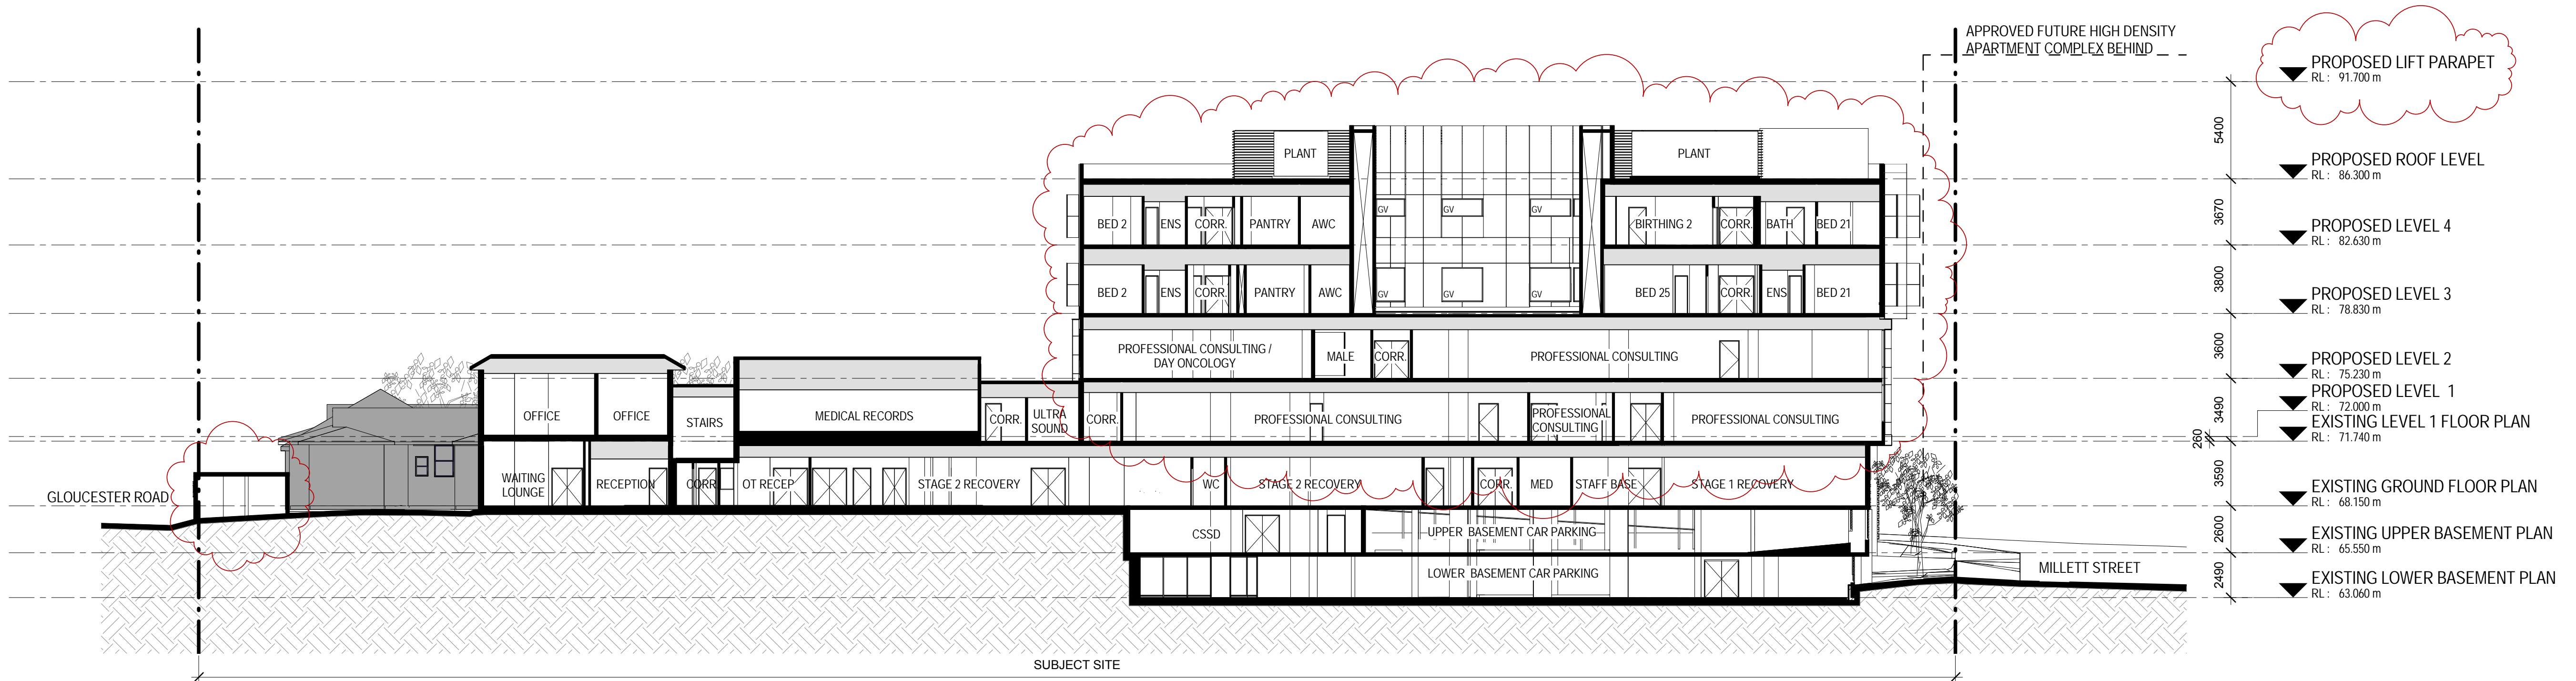 APPROVED FUTURE HIGH DENSITY
APARTMENT COMPLEX BEHIND
PROPOSED LIFT PARAPET
RL : 91.700 m
5400
PLANT
PLANT
PROPOSED ROOF LEVEL
RL : 86.300 m
3670
GV
GV
GV
BED 2
ENS
CORR.
PANTRY
AWC
BIRTHING 2
CORR.
BATH
BED 21
PROPOSED LEVEL 4
RL : 82.630 m
3800
BED 2
ENS
CORR.
PANTRY
AWC
GV
GV
GV
BED 25
CORR.
ENS
BED 21
PROPOSED LEVEL 3
RL : 78.830 m
3600
PROFESSIONAL CONSULTING /
DAY ONCOLOGY
MALE
CORR.
PROFESSIONAL CONSULTING
PROPOSED LEVEL 2
RL : 75.230 m
3490
PROPOSED LEVEL 1
RL : 72.000 m
OFFICE
OFFICE
STAIRS
MEDICAL RECORDS
CORR.
ULTRA
SOUND
CORR.
PROFESSIONAL CONSULTING
PROFESSIONAL
CONSULTING
PROFESSIONAL CONSULTING
EXISTING LEVEL 1 FLOOR PLAN
RL : 71.740 m
260
3590
GLOUCESTER ROAD
WAITING
LOUNGE
RECEPTION
CORR.
OT RECEP
STAGE 2 RECOVERY
WC
STAGE 2 RECOVERY
CORR.
MED
STAFF BASE
STAGE 1 RECOVERY
EXISTING GROUND FLOOR PLAN
RL : 68.150 m
2600
CSSD
UPPER BASEMENT CAR PARKING
EXISTING UPPER BASEMENT PLAN
RL : 65.550 m
2490
LOWER BASEMENT CAR PARKING
MILLETT STREET
EXISTING LOWER BASEMENT PLAN
RL : 63.060 m
SUBJECT SITE